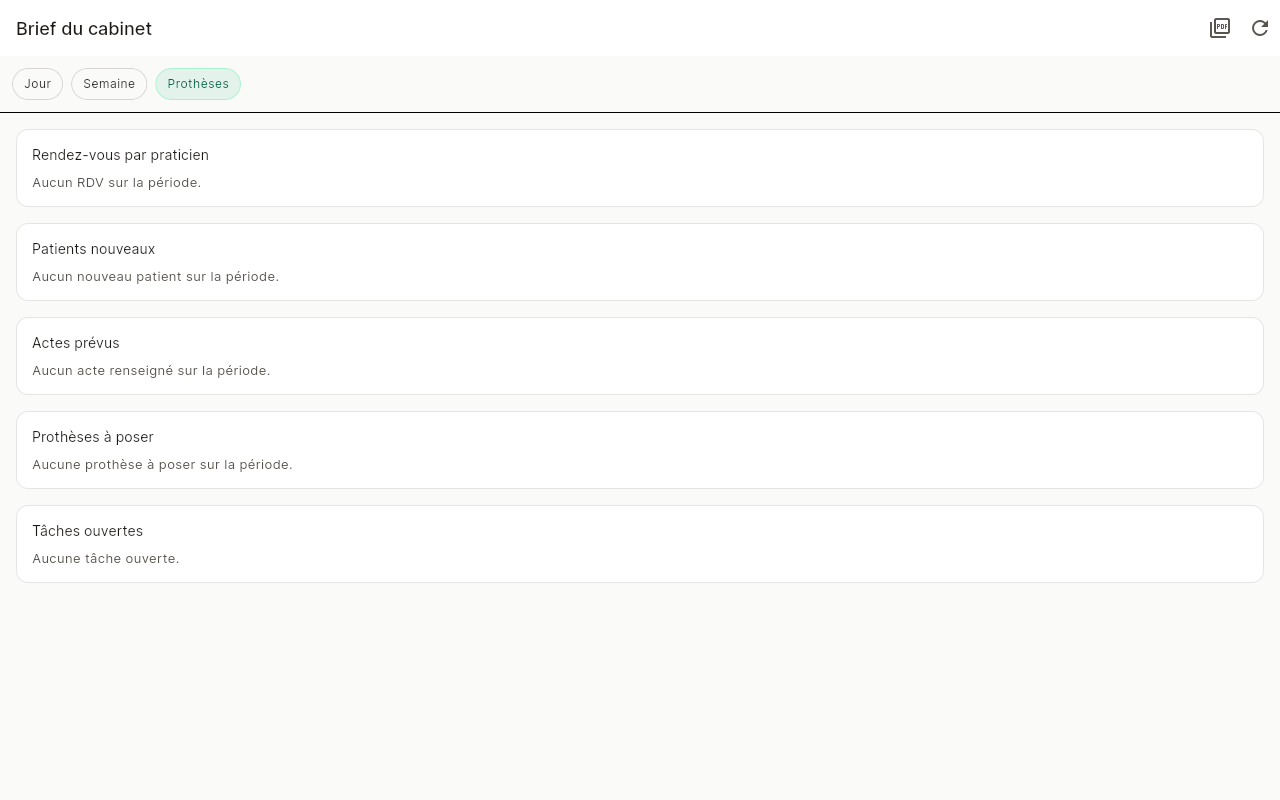 Brief du cabinet
PDF
Jour
Semaine
Prothèses
Rendez-vous par praticien
Aucun RDV sur la période.
Patients nouveaux
Aucun nouveau patient sur la période.
Actes prévus
Aucun acte renseigné sur la période.
Prothèses à poser
Aucune prothèse à poser sur la période.
Tâches ouvertes
Aucune tâche ouverte.